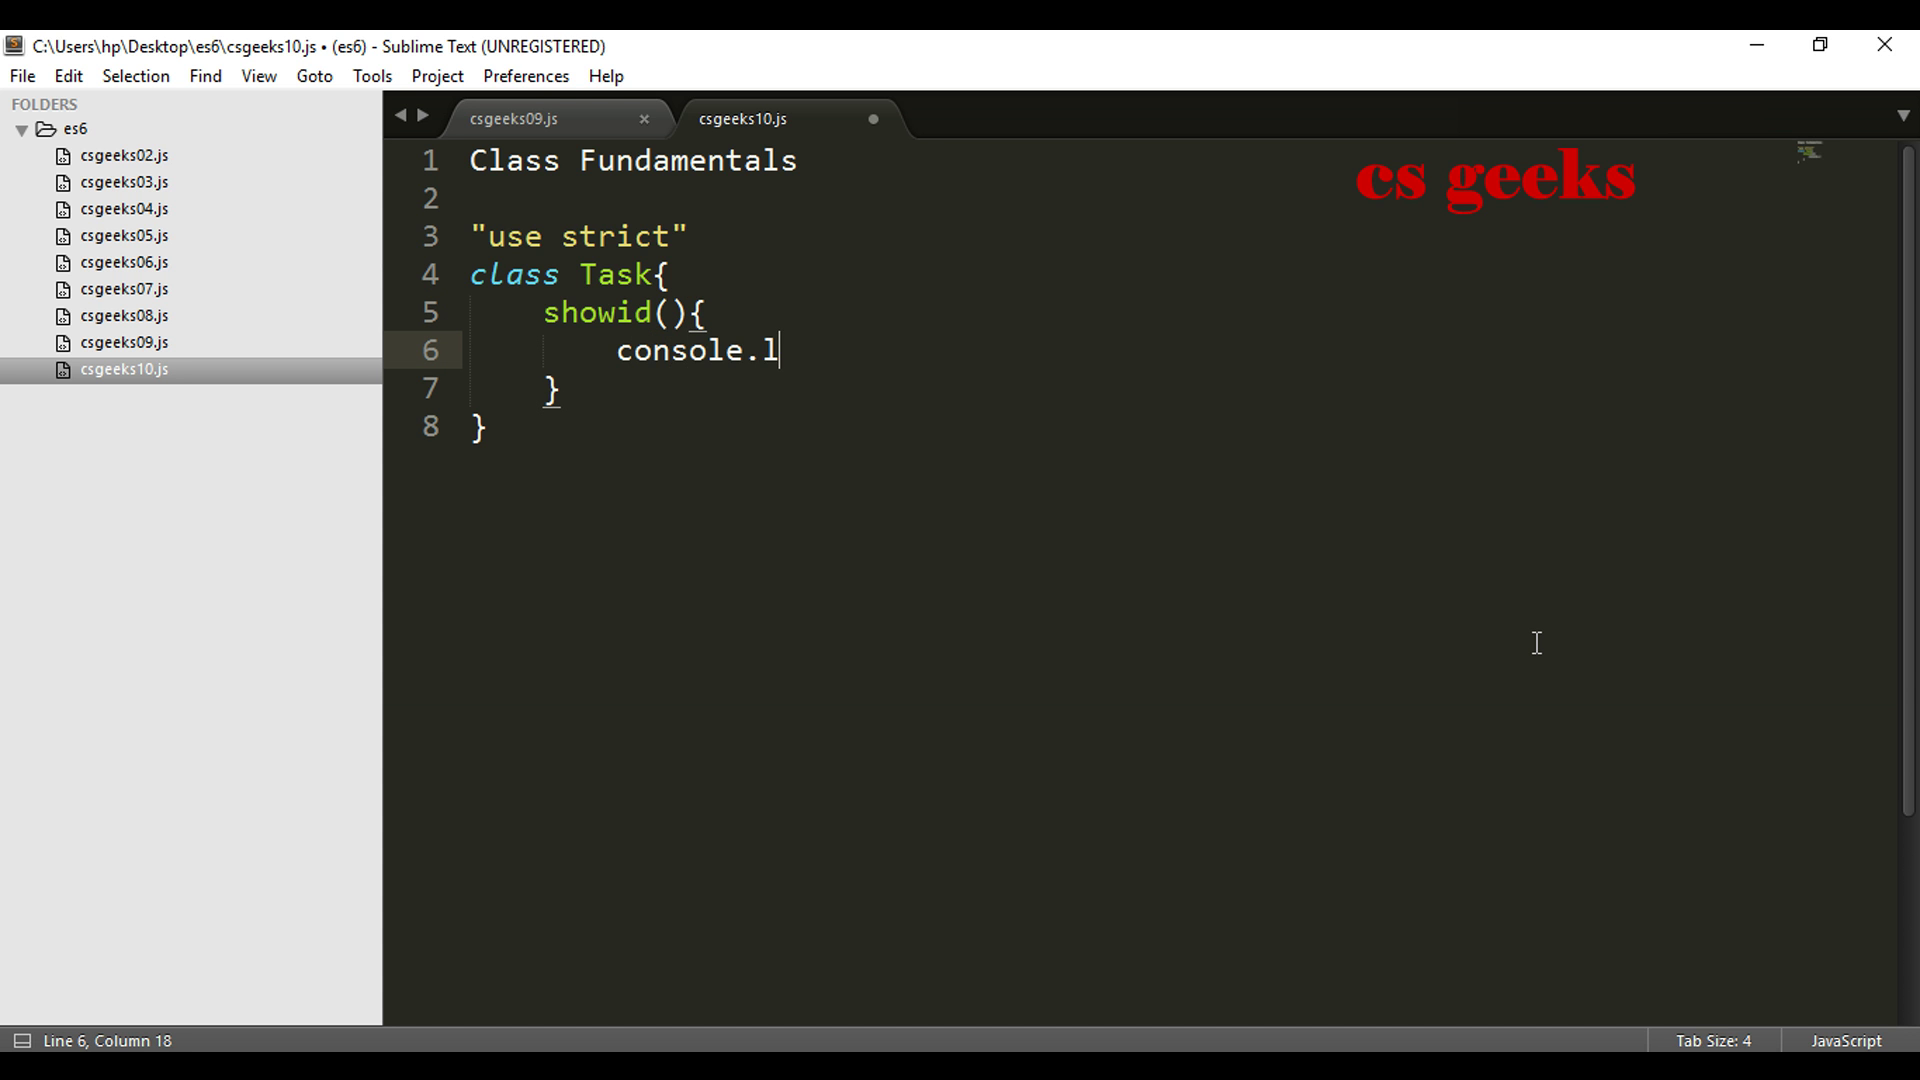 C:\Users\hp\Desktop\es6\csgeeks10.js • (es6) - Sublime Text (UNREGISTERED)
File Edit Selection Find View Goto Tools Project Preferences Help
FOLDERS
es6
csgeeks02.js
csgeeks03.js
csgeeks04.js
csgeeks05.js
csgeeks06.js
csgeeks07.js
csgeeks08.js
csgeeks09.js
csgeeks10.js
csgeeks09.js × csgeeks10.js
cs geeks
1 Class Fundamentals
2
3 "use strict"
4 class Task{
5 showid(){
6 console.l
7 }
8 }
Line 6, Column 18 Tab Size: 4 JavaScript